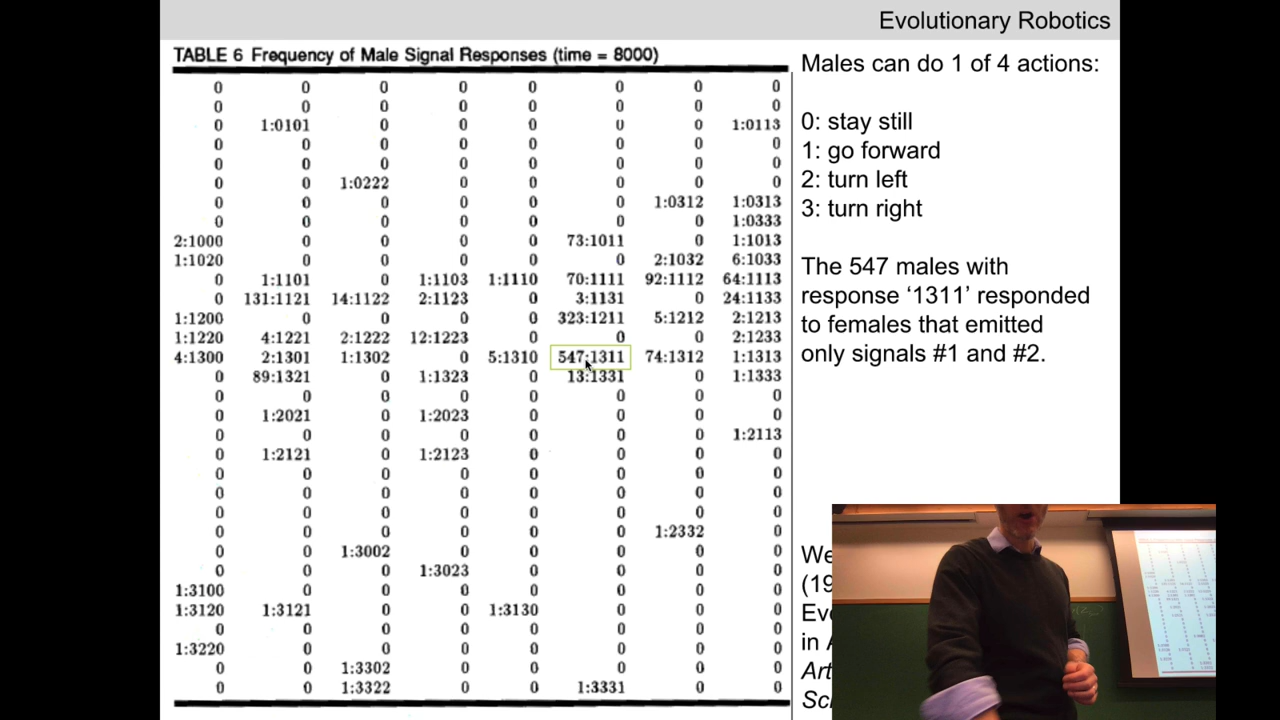 Evolutionary Robotics
TABLE 6 Frequency of Male Signal Responses (time = 8000)
0 0 0 0 0 0 0 0
0 0 0 0 0 0 0 0
0 1:0101 0 0 0 0 0 1:0113
0 0 0 0 0 0 0 0
0 0 0 0 0 0 0 0
0 0 1:0222 0 0 0 0 0
0 0 0 0 0 0 1:0312 1:0313
0 0 0 0 0 0 0 1:0333
2:1000 0 0 0 0 73:1011 0 1:1013
1:1020 0 0 0 0 0 2:1032 6:1033
0 1:1101 0 1:1103 1:1110 70:1111 92:1112 64:1113
0 131:1121 14:1122 2:1123 0 3:1131 0 24:1133
1:1200 0 0 0 0 323:1211 5:1212 2:1213
1:1220 4:1221 2:1222 12:1223 0 0 0 2:1233
4:1300 2:1301 1:1302 0 5:1310 547:1311 74:1312 1:1313
0 89:1321 0 1:1323 0 13:1331 0 1:1333
0 0 0 0 0 0 0 0
0 1:2021 0 1:2023 0 0 0 0
0 0 0 0 0 0 0 1:2113
0 1:2121 0 1:2123 0 0 0 0
0 0 0 0 0 0 0 0
0 0 0 0 0 0 0 0
0 0 0 0 0 0 0 0
0 0 0 0 0 0 1:2332 0
0 0 1:3002 0 0 0 0 0
0 0 0 1:3023 0 0 0 0
1:3100 0 0 0 0 0 0 0
1:3120 1:3121 0 0 1:3130 0 0 0
0 0 0 0 0 0 0 0
1:3220 0 0 0 0 0 0 0
0 0 1:3302 0 0 0 0 0
0 0 1:3322 0 0 1:3331 0 0
Males can do 1 of 4 actions:
0: stay still
1: go forward
2: turn left
3: turn right
The 547 males with
response ‘1311’ responded
to females that emitted
only signals #1 and #2.
We
(19
Evo
in A
Art
Sci